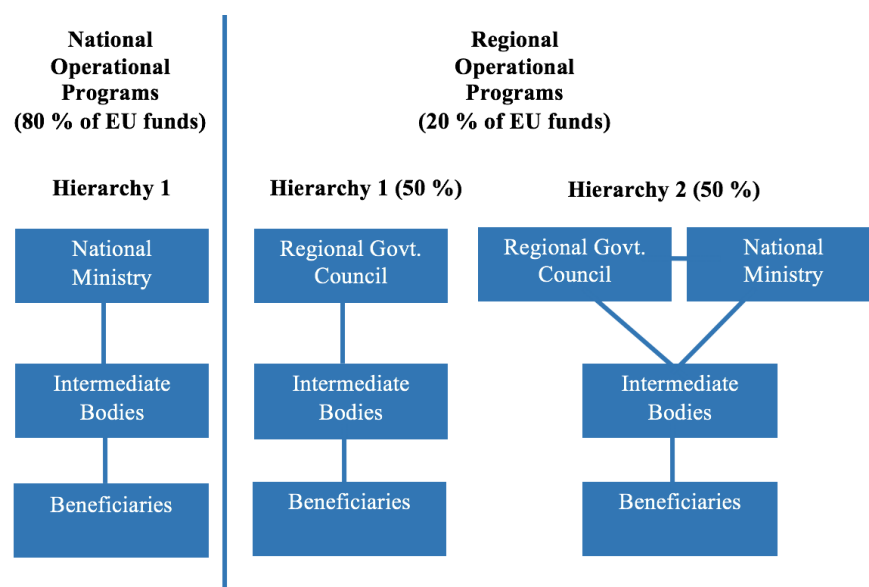 National
Operational
Programs
(80 % of EU funds)
Regional
Operational
Programs
(20 % of EU funds)
Hierarchy 1
Hierarchy 1 (50 %)
Hierarchy 2 (50 %)
National
Ministry
Regional Govt.
Council
Regional Govt.
Council
National
Ministry
Intermediate
Bodies
Intermediate
Bodies
Intermediate
Bodies
Beneficiaries
Beneficiaries
Beneficiaries